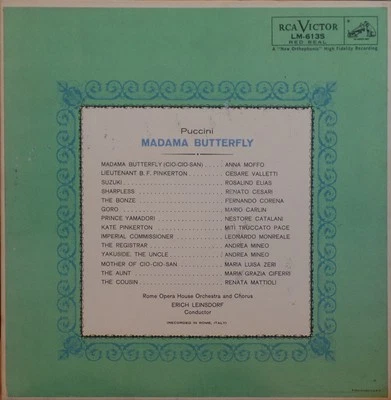 RCA VICTOR
LM-6135
RED SEAL
A "New Orthophonic" High Fidelity Recording
Puccini
MADAMA BUTTERFLY
MADAMA BUTTERFLY (CIO-CIO-SAN) ANNA MOFFO
LIEUTENANT B. F. PINKERTON CESARE VALLETTI
SUZUKI ROSALIND ELIAS
SHARPLESS RENATO CESARI
THE BONZE FERNANDO CORENA
GORO MARIO CARLIN
PRINCE YAMADORI NESTORE CATALANI
KATE PINKERTON MITÌ TRUCCATO PACE
IMPERIAL COMMISSIONER LEONARDO MONREALE
THE REGISTRAR ANDREA MINEO
YAKUSIDÉ, THE UNCLE ANDREA MINEO
MOTHER OF CIO-CIO-SAN MARIA LUISA ZERI
THE AUNT MARIA GRAZIA CIFERRI
THE COUSIN RENATA MATTIOLI
Rome Opera House Orchestra and Chorus
ERICH LEINSDORF
Conductor
(RECORDED IN ROME, ITALY)